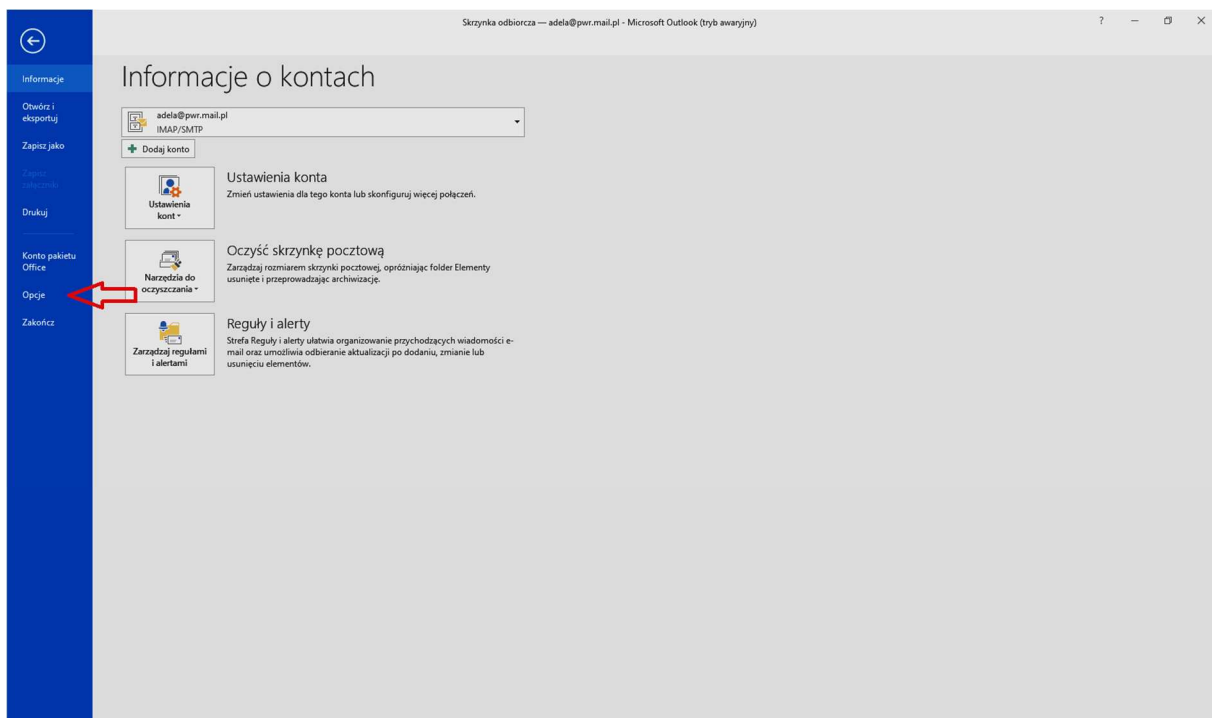 Skrzynka odbiorcza — adela@pwr.mail.pl - Microsoft Outlook (tryb awaryjny)
?
Informacje
Otwórz i
eksportuj
Zapisz jako
Zapisz
załączniki
Drukuj
Konto pakietu
Office
Opcje
Zakończ
Informacje o kontach
adela@pwr.mail.pl
IMAP/SMTP
Dodaj konto
Ustawienia
kont
Ustawienia konta
Zmień ustawienia dla tego konta lub skonfiguruj więcej połączeń.
Narzędzia do
oczyszczania
Oczyść skrzynkę pocztową
Zarządzaj rozmiarem skrzynki pocztowej, opróżniając folder Elementy
usunięte i przeprowadzając archiwizację.
Zarządzaj regułami
i alertami
Reguły i alerty
Strefa Reguły i alerty ułatwia organizowanie przychodzących wiadomości e-
mail oraz umożliwia odbieranie aktualizacji po dodaniu, zmianie lub
usunięciu elementów.